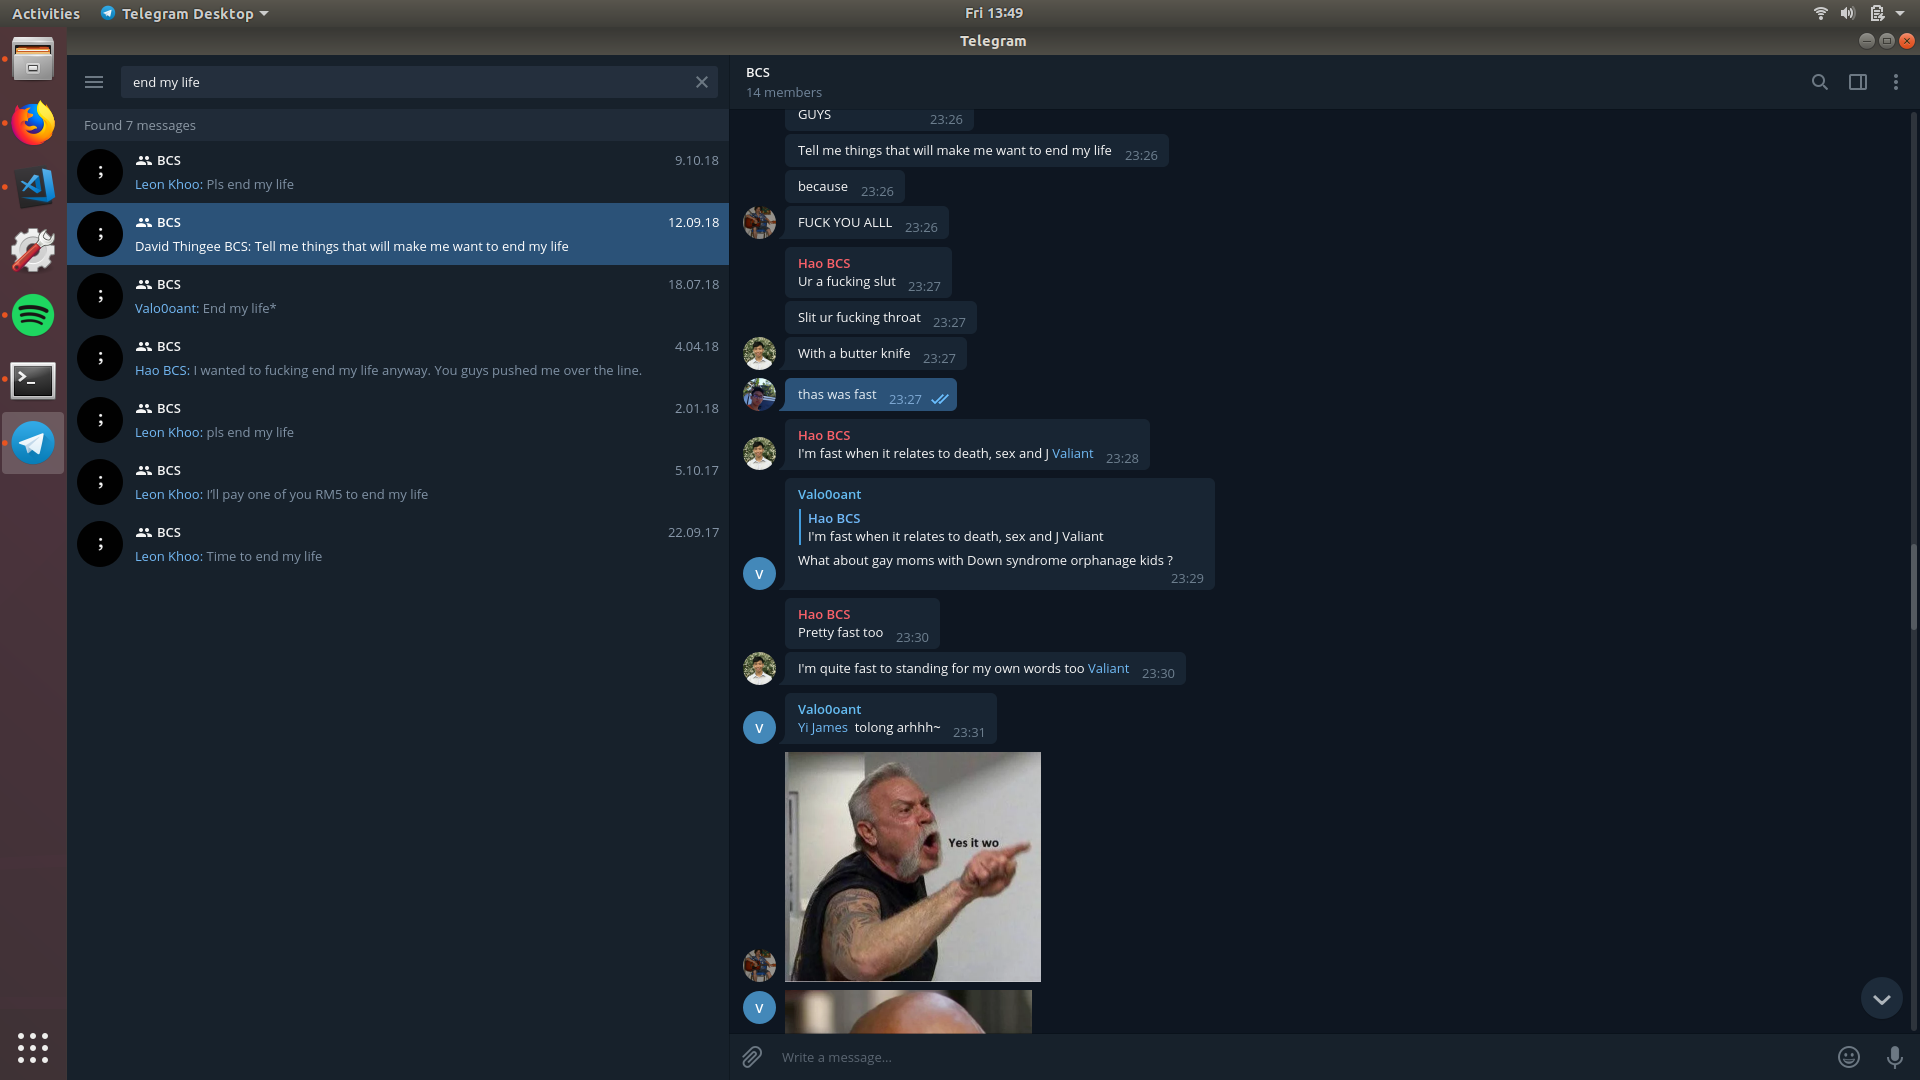 Activities
Telegram Desktop
Fri 13:49
Telegram
end my life
Found 7 messages
; BCS 9.10.18
Leon Khoo: Pls end my life
; BCS 12.09.18
David Thingee BCS: Tell me things that will make me want to end my life
; BCS 18.07.18
Valo0oant: End my life*
; BCS 4.04.18
Hao BCS: I wanted to fucking end my life anyway. You guys pushed me over the line.
; BCS 2.01.18
Leon Khoo: pls end my life
; BCS 5.10.17
Leon Khoo: I'll pay one of you RM5 to end my life
; BCS 22.09.17
Leon Khoo: Time to end my life
BCS
14 members
GUYS 23:26
Tell me things that will make me want to end my life 23:26
because 23:26
FUCK YOU ALLL 23:26
Hao BCS
Ur a fucking slut 23:27
Slit ur fucking throat 23:27
With a butter knife 23:27
thas was fast 23:27
Hao BCS
I'm fast when it relates to death, sex and J Valiant 23:28
Valo0oant
Hao BCS
I'm fast when it relates to death, sex and J Valiant
What about gay moms with Down syndrome orphanage kids ?
V
23:29
Hao BCS
Pretty fast too 23:30
I'm quite fast to standing for my own words too Valiant 23:30
Valo0oant
V Yi James tolong arhhh~ 23:31
Yes it wo
V
Write a message...